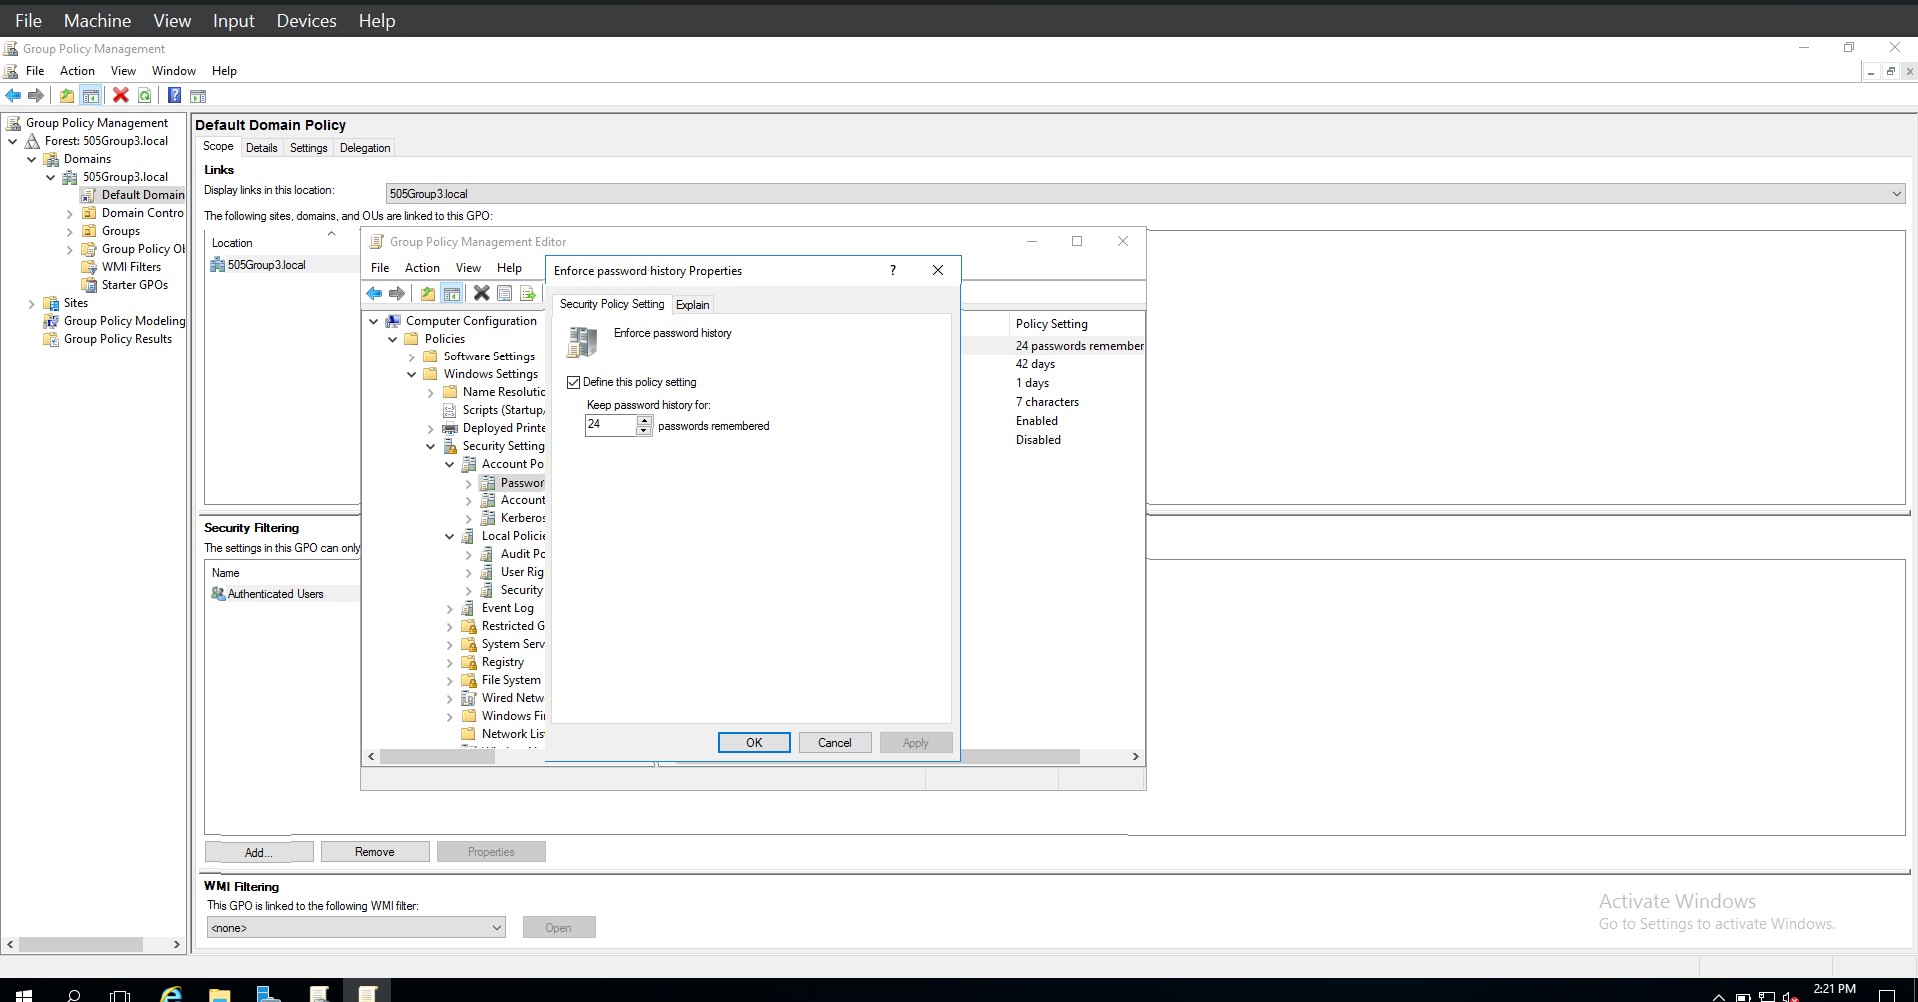 File Machine View Input Devices Help
Group Policy Management
File Action View Window Help
Group Policy Management
Forest: 505Group3.local
Domains
505Group3.local
Default Domain
Domain Contro
Groups
Group Policy Ob
WMI Filters
Starter GPOs
Sites
Group Policy Modeling
Group Policy Results
Default Domain Policy
Scope Details Settings Delegation
Links
Display links in this location: 505Group3.local
The following sites, domains, and OUs are linked to this GPO:
Location
505Group3.local
Security Filtering
The settings in this GPO can only
Name
Authenticated Users
Add... Remove Properties
WMI Filtering
This GPO is linked to the following WMI filter:
<none> Open
Group Policy Management Editor
File Action View Help
Computer Configuration
Policies
Software Settings
Windows Settings
Name Resolutio
Scripts (Startup/
Deployed Printe
Security Setting
Account Po
Passwor
Account
Kerberos
Local Policie
Audit Po
User Rig
Security
Event Log
Restricted G
System Serv
Registry
File System
Wired Netw
Windows Fi
Network Lis
Policy Setting
24 passwords remember
42 days
1 days
7 characters
Enabled
Disabled
Enforce password history Properties ?
Security Policy Setting Explain
Enforce password history
Define this policy setting
Keep password history for:
24 passwords remembered
OK Cancel Apply
Activate Windows
Go to Settings to activate Windows.
2:21 PM